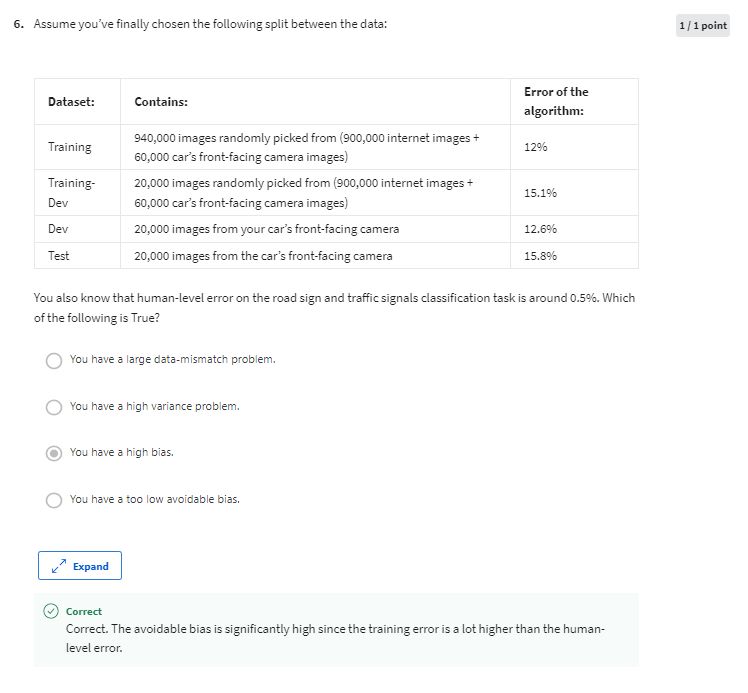 6. Assume you've finally chosen the following split between the data:
1 / 1 point
Dataset: Contains: Error of the
algorithm:
Training 940,000 images randomly picked from (900,000 internet images +
60,000 car's front-facing camera images) 12%
Training-
Dev 20,000 images randomly picked from (900,000 internet images +
60,000 car's front-facing camera images) 15.1%
Dev 20,000 images from your car's front-facing camera 12.6%
Test 20,000 images from the car's front-facing camera 15.8%
You also know that human-level error on the road sign and traffic signals classification task is around 0.5%. Which
of the following is True?
You have a large data-mismatch problem.
You have a high variance problem.
You have a high bias.
You have a too low avoidable bias.
Expand
Correct
Correct. The avoidable bias is significantly high since the training error is a lot higher than the human-
level error.